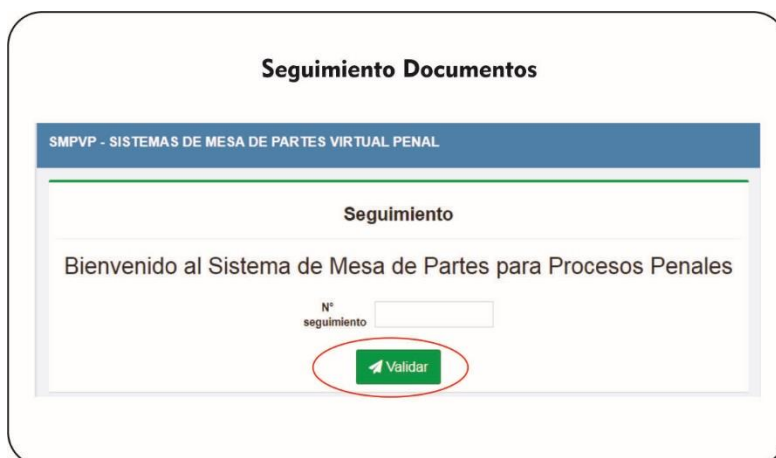 Seguimiento Documentos
SMPVP - SISTEMAS DE MESA DE PARTES VIRTUAL PENAL
Seguimiento
Bienvenido al Sistema de Mesa de Partes para Procesos Penales
N°
seguimiento
Validar